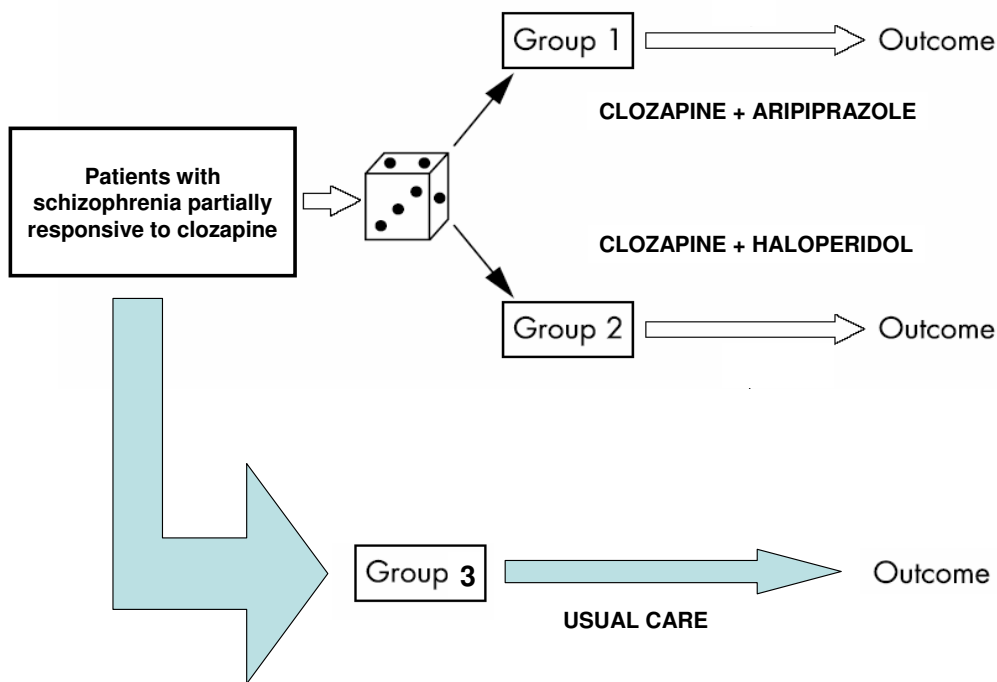 Group 1
Outcome
CLOZAPINE + ARIPIPRAZOLE
Patients with
schizophrenia partially
responsive to clozapine
CLOZAPINE + HALOPERIDOL
Group 2
Outcome
Group 3
Outcome
USUAL CARE